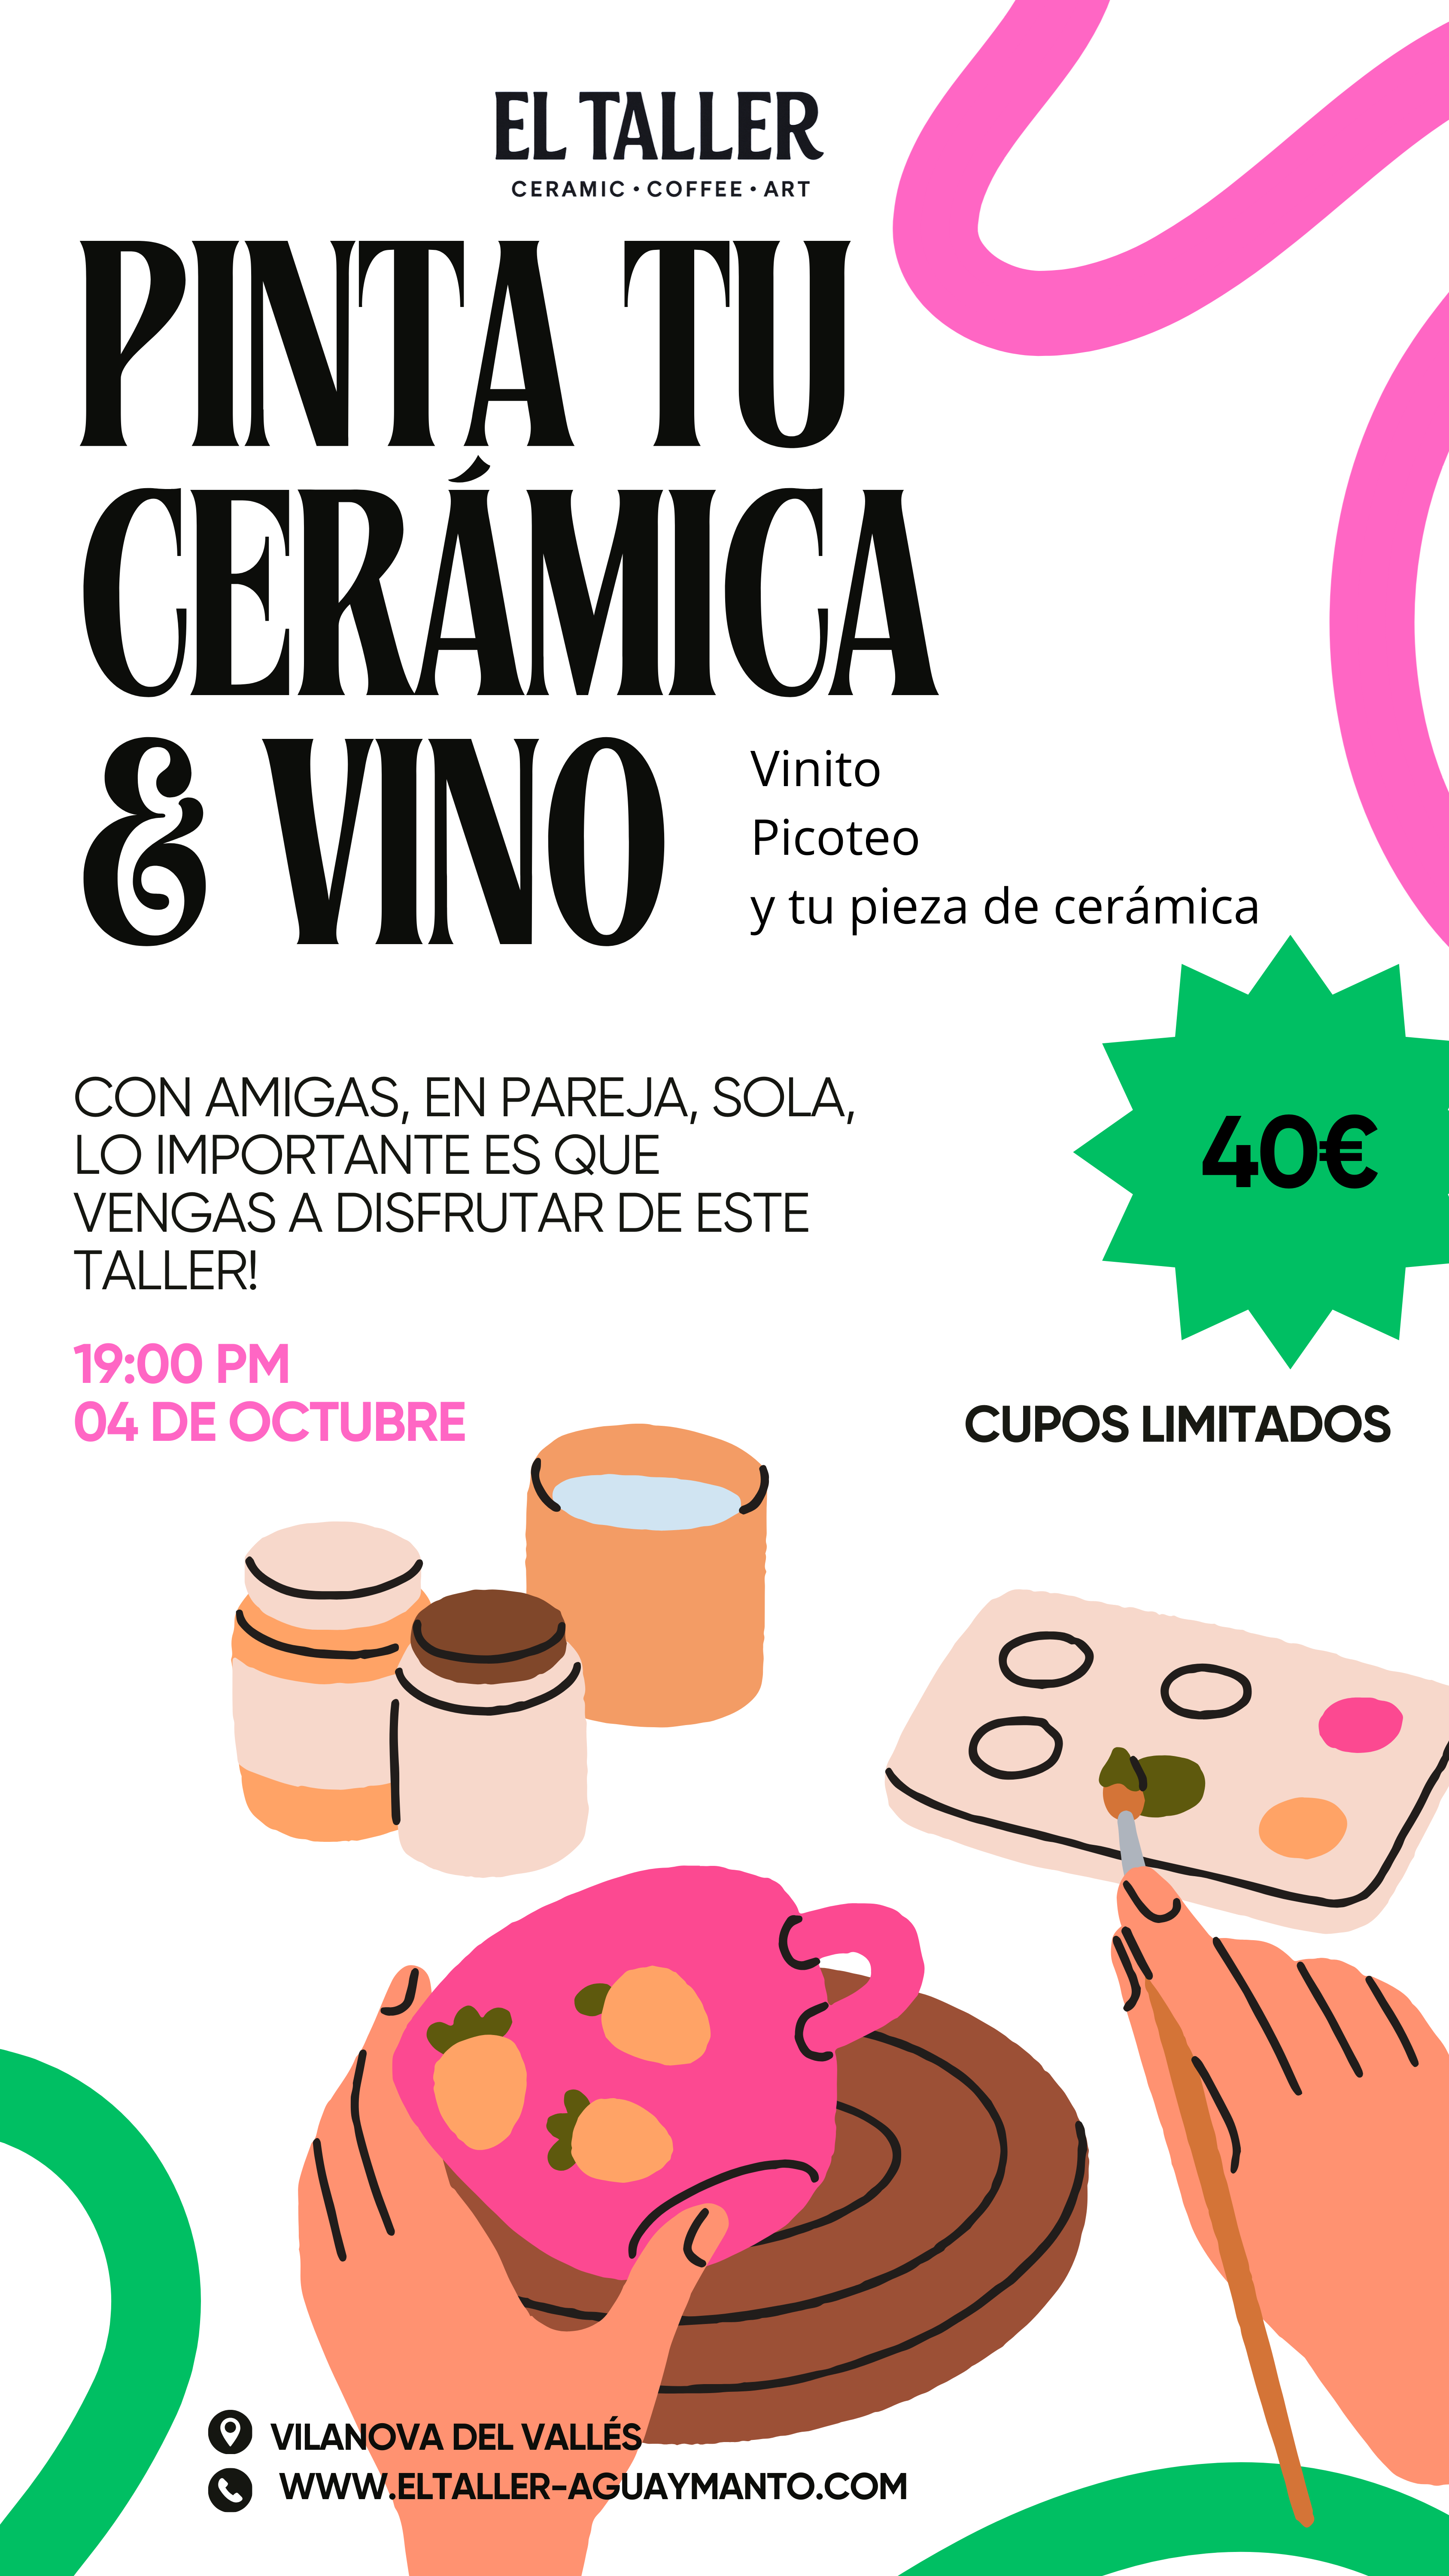 EL TALLER
CERAMIC • COFFEE • ART
PINTA TU
CERÁMICA
& VINO
Vinito
Picoteo
y tu pieza de cerámica
CON AMIGAS, EN PAREJA, SOLA,
LO IMPORTANTE ES QUE
VENGAS A DISFRUTAR DE ESTE
TALLER!
40€
19:00 PM
04 DE OCTUBRE
CUPOS LIMITADOS
VILANOVA DEL VALLÉS
WWW.ELTALLER-AGUAYMANTO.COM